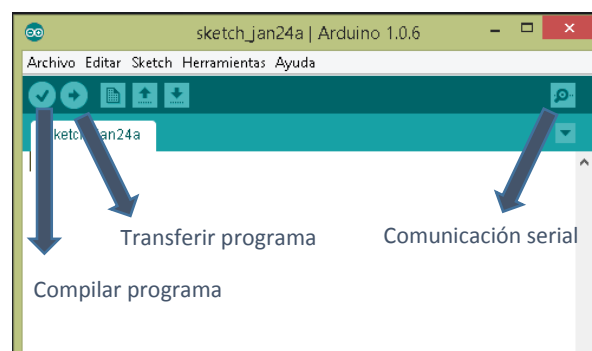 sketch_jan24a | Arduino 1.0.6
Archivo Editar Sketch Herramientas Ayuda
Transferir programa
Comunicación serial
Compilar programa